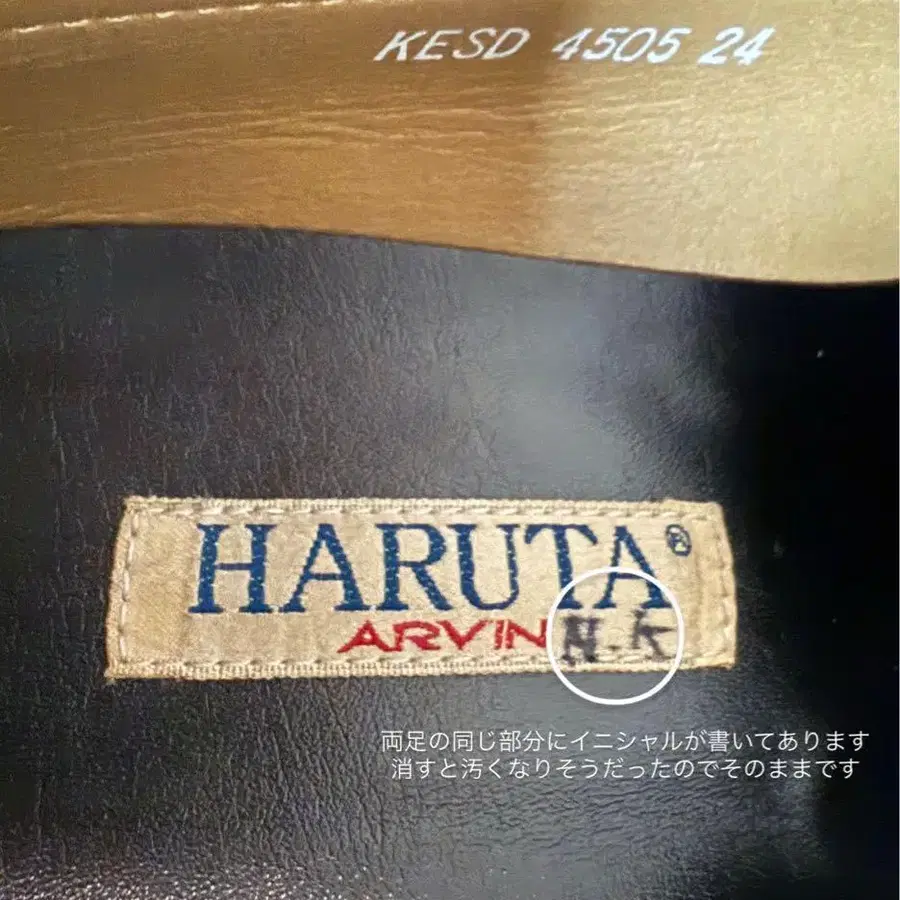 KESD 4505 24
HARUTA®
ARVIN N.K
両足の同じ部分にイニシャルが書いてあります
消すと汚くなりそうだったのでそのままです